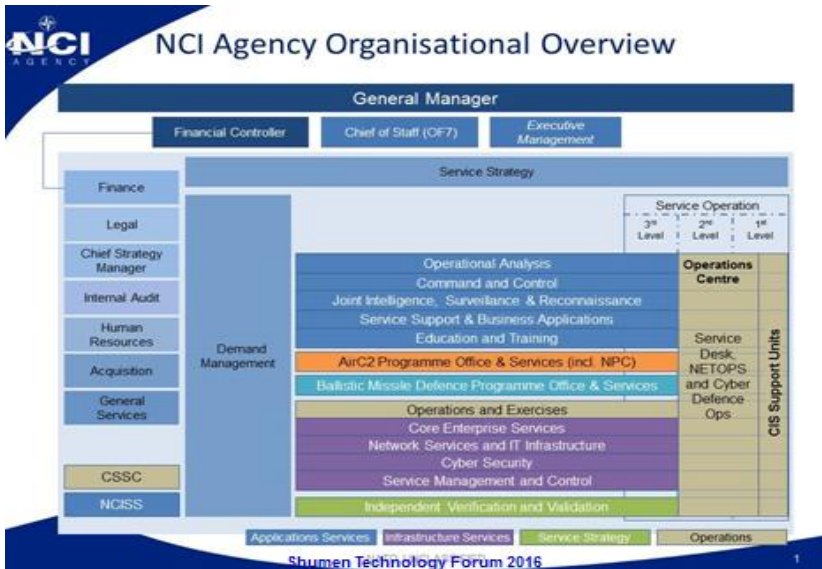 NCI
AGENCY
NCI Agency Organisational Overview
General Manager
Financial Controller
Chief of Staff (OF7)
Executive
Management
Service Strategy
Finance
Legal
Chief Strategy
Manager
Internal Audit
Human
Resources
Acquisition
General
Services
CSSC
NCISS
Demand
Management
Service Operation
3rd
Level
2nd
Level
1st
Level
Operational Analysis
Command and Control
Joint Intelligence, Surveillance & Reconnaissance
Service Support & Business Applications
Education and Training
AirC2 Programme Office & Services (incl. NPC)
Ballistic Missile Defence Programme Office & Services
Operations and Exercises
Core Enterprise Services
Network Services and IT Infrastructure
Cyber Security
Service Management and Control
Independent Verification and Validation
Operations
Centre
Service
Desk,
NETOPS
and Cyber
Defence
Ops
CIS Support Units
Applications Services
Infrastructure Services
Service Strategy
Operations
Shumen Technology Forum 2016
1